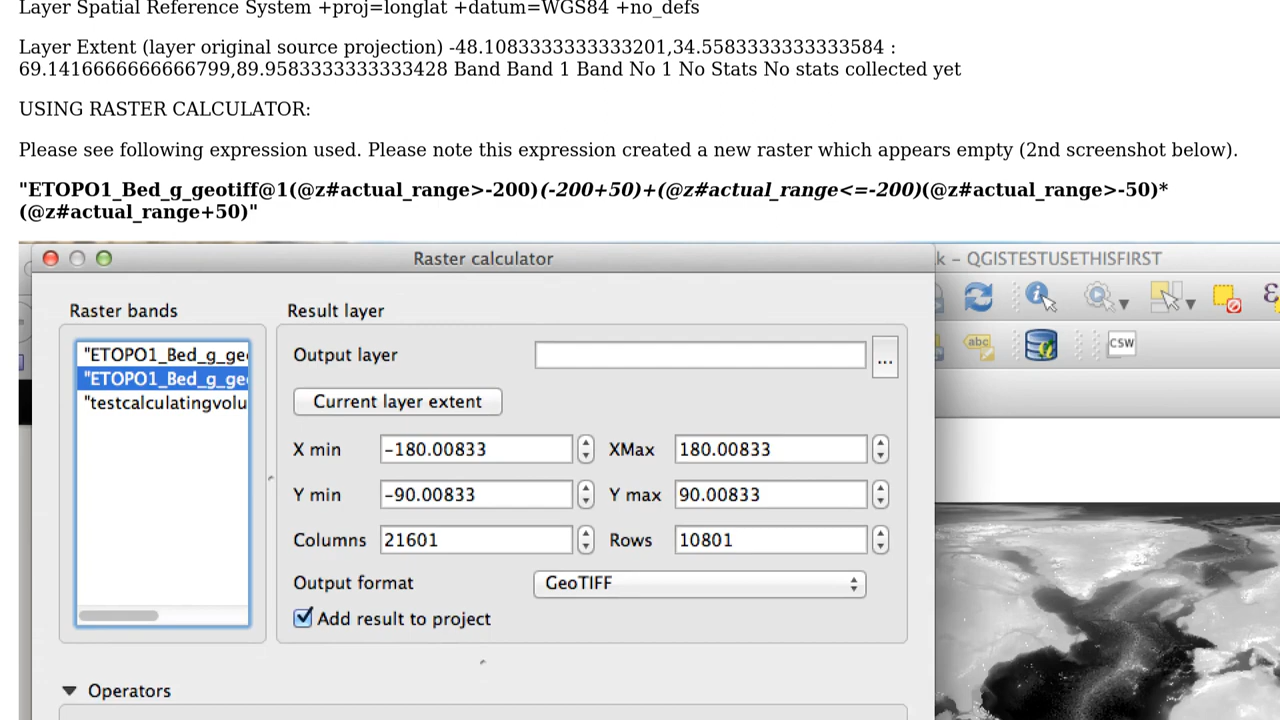 Layer Spatial Reference System +proj=longlat +datum=WGS84 +no_defs
Layer Extent (layer original source projection) -48.1083333333333201,34.5583333333333584 :
69.1416666666666799,89.9583333333333428 Band Band 1 Band No 1 No Stats No stats collected yet
USING RASTER CALCULATOR:
Please see following expression used. Please note this expression created a new raster which appears empty (2nd screenshot below).
"ETOPO1_Bed_g_geotiff@1(@z#actual_range>-200)(-200+50)+(@z#actual_range<=-200)(@z#actual_range>-50)*
(@z#actual_range+50)"
Raster calculator
k – QGISTESTUSETHISFIRST
Raster bands
Result layer
"ETOPO1_Bed_g_geo
"ETOPO1_Bed_g_geo
"testcalculatingvolu
Output layer
...
Current layer extent
X min -180.00833 XMax 180.00833
Y min -90.00833 Y max 90.00833
Columns 21601 Rows 10801
Output format GeoTIFF
Add result to project
Operators
abc
CSW
ε